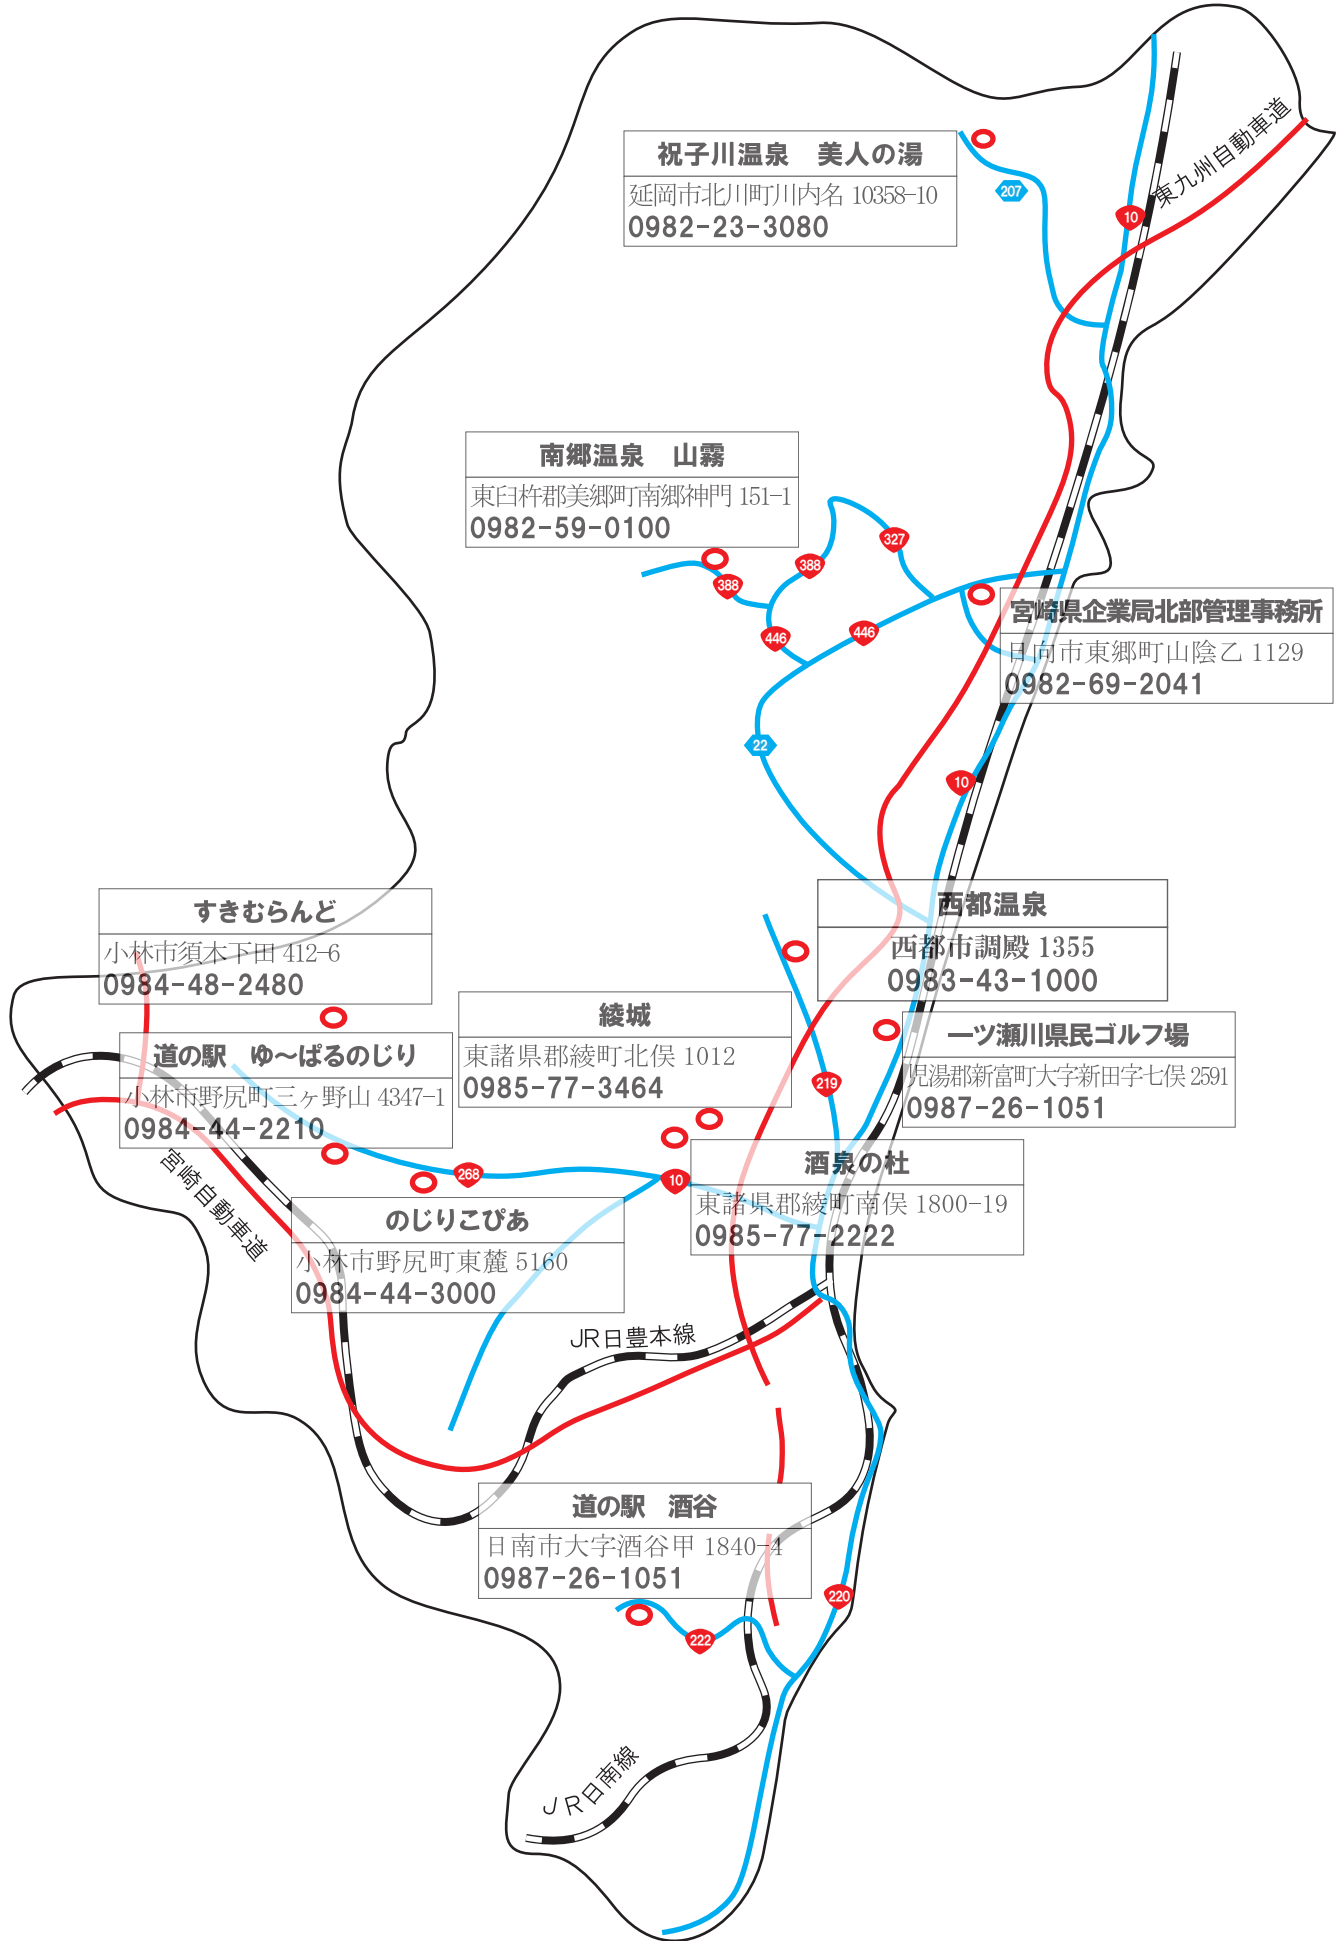 東九州自動車道
祝子川温泉　美人の湯
延岡市北川町川内名 10358-10
0982-23-3080
207
10
南郷温泉　山霧
東臼杵郡美郷町南郷神門 151-1
0982-59-0100
327
388
388
446
446
宮崎県企業局北部管理事務所
日向市東郷町山陰乙 1129
0982-69-2041
22
10
すきむらんど
小林市須木下田 412-6
0984-48-2480
西都温泉
西都市調殿 1355
0983-43-1000
綾城
東諸県郡綾町北俣 1012
0985-77-3464
一ツ瀬川県民ゴルフ場
児湯郡新富町大字新田字七俣 2591
0987-26-1051
道の駅　ゆ～ぱるのじり
小林市野尻町三ヶ野山 4347-1
0984-44-2210
219
酒泉の杜
東諸県郡綾町南俣 1800-19
0985-77-2222
268
10
宮崎自動車道
のじりこぴあ
小林市野尻町東麓 5160
0984-44-3000
JR日豊本線
道の駅　酒谷
日南市大字酒谷甲 1840-4
0987-26-1051
220
222
ＪＲ日南線